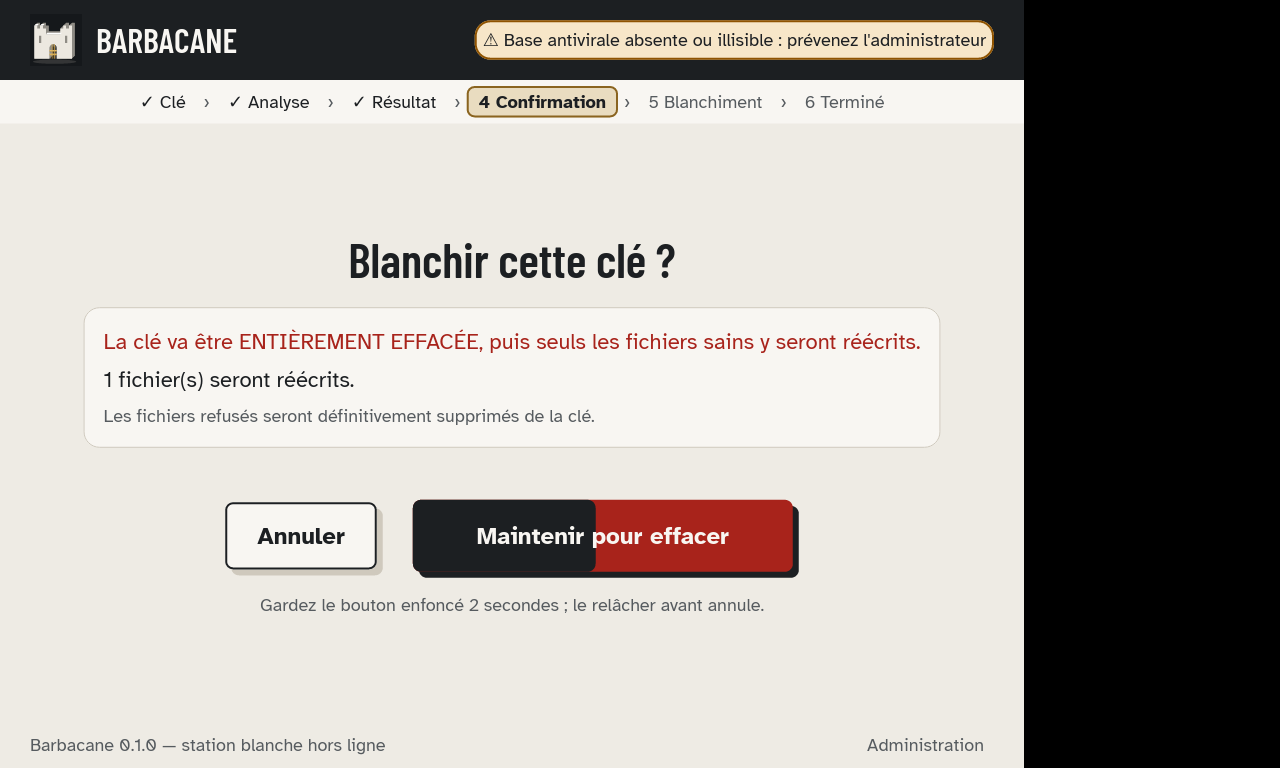 BARBACANE
⚠ Base antivirale absente ou illisible : prévenez l'administrateur
✓ Clé › ✓ Analyse › ✓ Résultat › 4 Confirmation › 5 Blanchiment › 6 Terminé
Blanchir cette clé ?
La clé va être ENTIÈREMENT EFFACÉE, puis seuls les fichiers sains y seront réécrits.
1 fichier(s) seront réécrits.
Les fichiers refusés seront définitivement supprimés de la clé.
Annuler
Maintenir pour effacer
Gardez le bouton enfoncé 2 secondes ; le relâcher avant annule.
Barbacane 0.1.0 — station blanche hors ligne
Administration